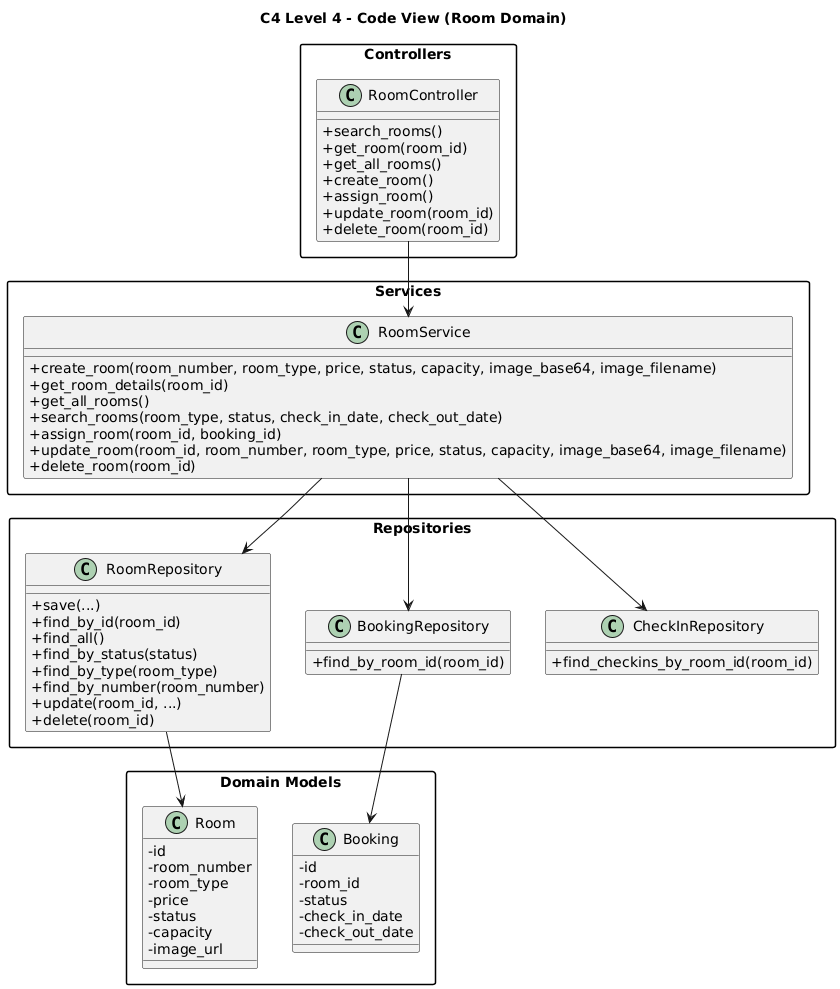 C4 Level 4 - Code View (Room Domain)
Controllers
C RoomController
+search_rooms()
+get_room(room_id)
+get_all_rooms()
+create_room()
+assign_room()
+update_room(room_id)
+delete_room(room_id)
Services
C RoomService
+create_room(room_number, room_type, price, status, capacity, image_base64, image_filename)
+get_room_details(room_id)
+get_all_rooms()
+search_rooms(room_type, status, check_in_date, check_out_date)
+assign_room(room_id, booking_id)
+update_room(room_id, room_number, room_type, price, status, capacity, image_base64, image_filename)
+delete_room(room_id)
Repositories
C RoomRepository
+save(...)
+find_by_id(room_id)
+find_all()
+find_by_status(status)
+find_by_type(room_type)
+find_by_number(room_number)
+update(room_id, ...)
+delete(room_id)
C BookingRepository
+find_by_room_id(room_id)
C CheckInRepository
+find_checkins_by_room_id(room_id)
Domain Models
C Room
-id
-room_number
-room_type
-price
-status
-capacity
-image_url
C Booking
-id
-room_id
-status
-check_in_date
-check_out_date